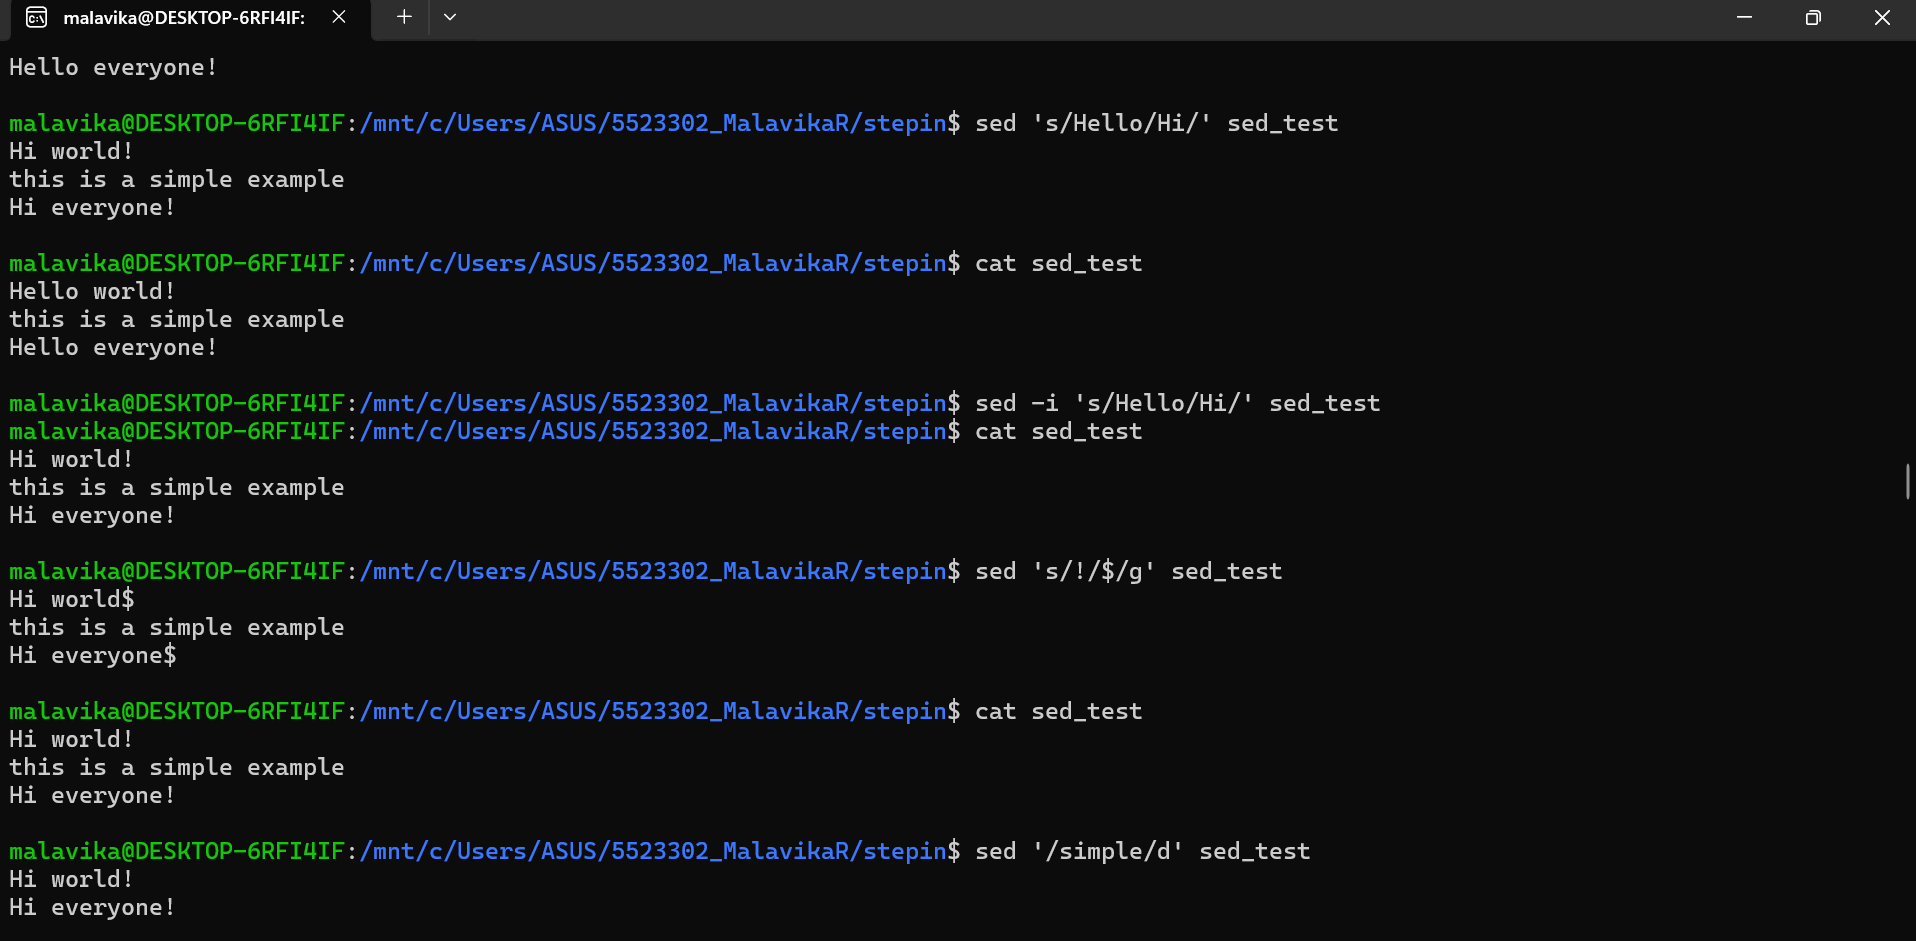 malavika@DESKTOP-6RFI4IF:
Hello everyone!
malavika@DESKTOP-6RFI4IF:/mnt/c/Users/ASUS/5523302_MalavikaR/stepin$ sed 's/Hello/Hi/' sed_test
Hi world!
this is a simple example
Hi everyone!
malavika@DESKTOP-6RFI4IF:/mnt/c/Users/ASUS/5523302_MalavikaR/stepin$ cat sed_test
Hello world!
this is a simple example
Hello everyone!
malavika@DESKTOP-6RFI4IF:/mnt/c/Users/ASUS/5523302_MalavikaR/stepin$ sed -i 's/Hello/Hi/' sed_test
malavika@DESKTOP-6RFI4IF:/mnt/c/Users/ASUS/5523302_MalavikaR/stepin$ cat sed_test
Hi world!
this is a simple example
Hi everyone!
malavika@DESKTOP-6RFI4IF:/mnt/c/Users/ASUS/5523302_MalavikaR/stepin$ sed 's/!/$/g' sed_test
Hi world$
this is a simple example
Hi everyone$
malavika@DESKTOP-6RFI4IF:/mnt/c/Users/ASUS/5523302_MalavikaR/stepin$ cat sed_test
Hi world!
this is a simple example
Hi everyone!
malavika@DESKTOP-6RFI4IF:/mnt/c/Users/ASUS/5523302_MalavikaR/stepin$ sed '/simple/d' sed_test
Hi world!
Hi everyone!